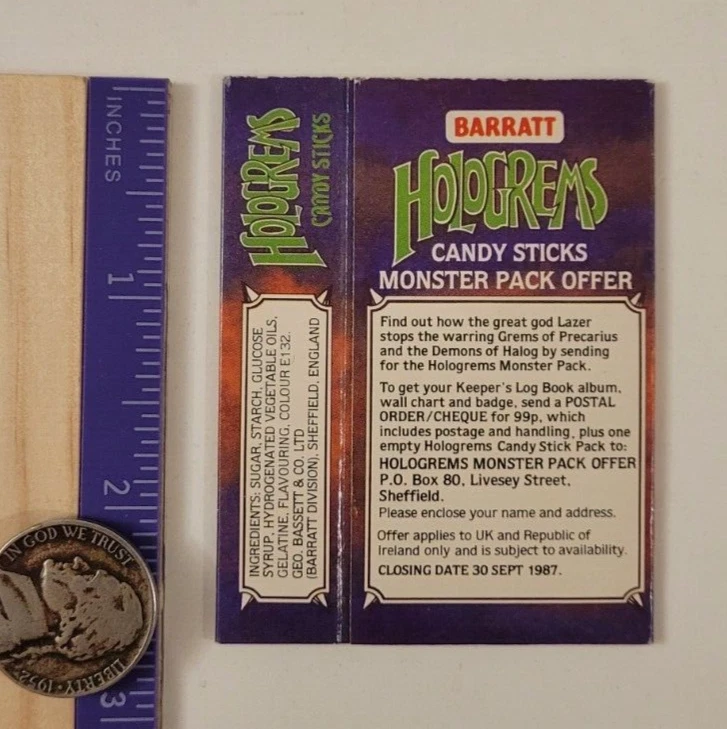 INCHES
1
2
3
IN GOD WE TRUST
LIBERTY · 1952
HOLOGREMS
CANDY STICKS
INGREDIENTS: SUGAR, STARCH, GLUCOSE
SYRUP, HYDROGENATED VEGETABLE OILS,
GELATINE, FLAVOURING, COLOUR E132.
GEO. BASSETT & CO. LTD
(BARRATT DIVISION), SHEFFIELD, ENGLAND
BARRATT
HOLOGREMS
CANDY STICKS
MONSTER PACK OFFER
Find out how the great god Lazer
stops the warring Grems of Precarius
and the Demons of Halog by sending
for the Hologrems Monster Pack.
To get your Keeper's Log Book album,
wall chart and badge, send a POSTAL
ORDER/CHEQUE for 99p, which
includes postage and handling, plus one
empty Hologrems Candy Stick Pack to:
HOLOGREMS MONSTER PACK OFFER
P.O. Box 80, Livesey Street,
Sheffield.
Please enclose your name and address.
Offer applies to UK and Republic of
Ireland only and is subject to availability.
CLOSING DATE 30 SEPT 1987.